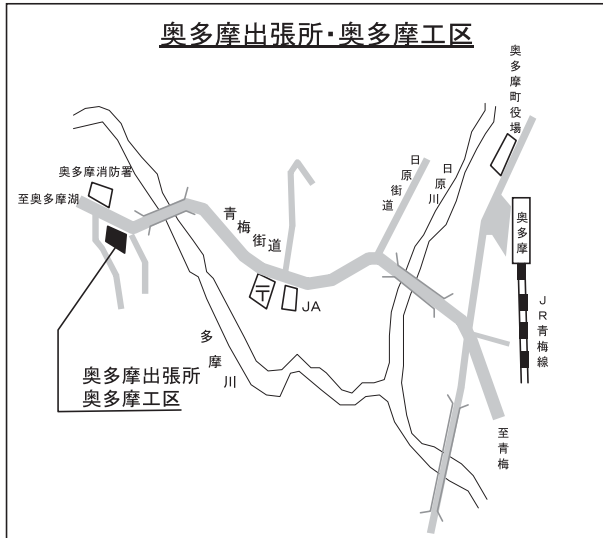 奥多摩出張所・奥多摩工区
奥多摩町役場
奥多摩消防署
至奥多摩湖
青梅街道
日原街道
日原川
奥多摩
〒
JA
JR青梅線
多摩川
奥多摩出張所
奥多摩工区
至青梅